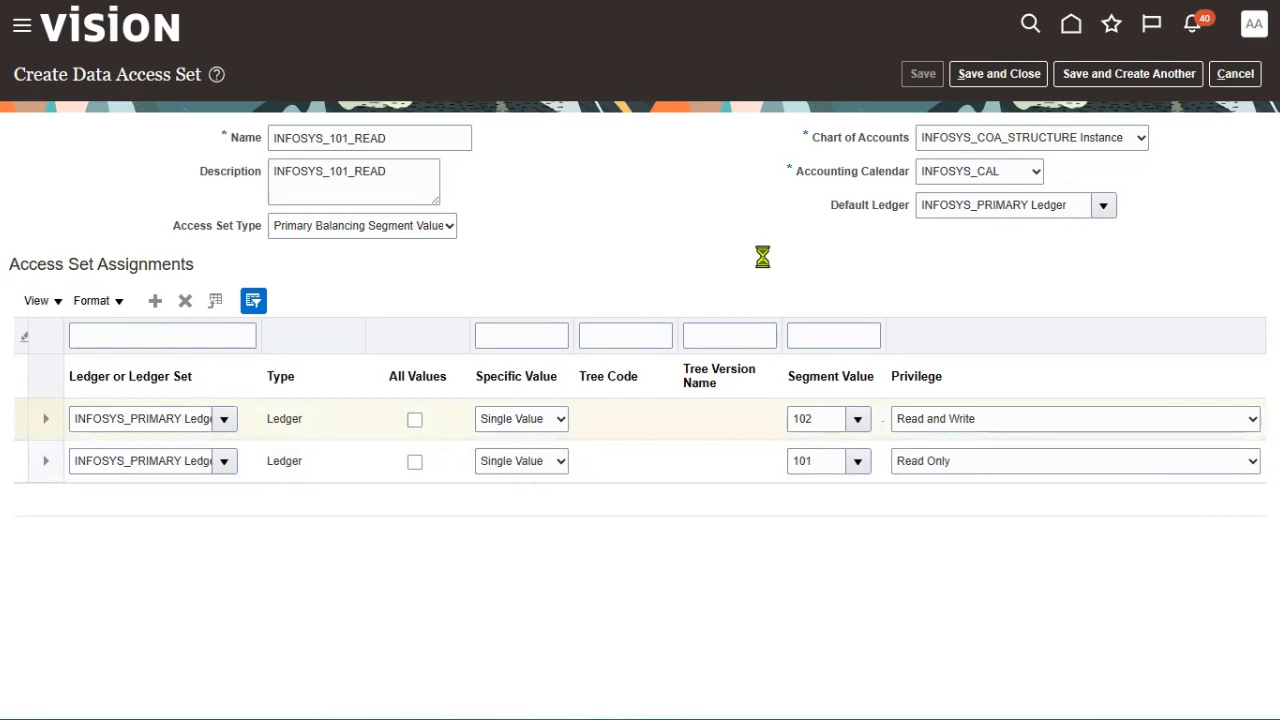 vision
40
AA
Create Data Access Set ?
Save Save and Close Save and Create Another Cancel
* Name INFOSYS_101_READ
* Chart of Accounts INFOSYS_COA_STRUCTURE Instance
Description INFOSYS_101_READ
* Accounting Calendar INFOSYS_CAL
Default Ledger INFOSYS_PRIMARY Ledger
Access Set Type Primary Balancing Segment Value
Access Set Assignments
View Format
Ledger or Ledger Set Type All Values Specific Value Tree Code Tree Version Name Segment Value Privilege
INFOSYS_PRIMARY Ledge Ledger Single Value 102 Read and Write
INFOSYS_PRIMARY Ledge Ledger Single Value 101 Read Only